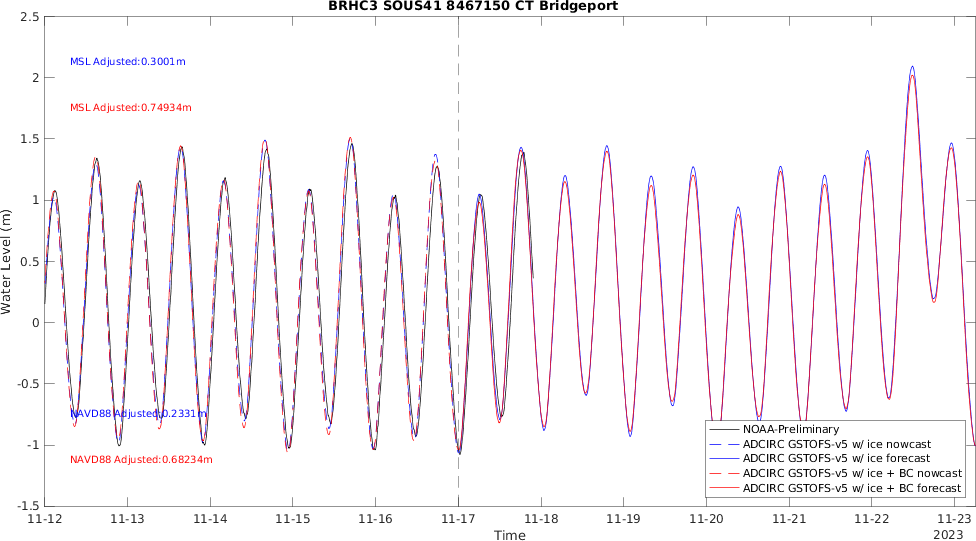 BRHC3 SOUS41 8467150 CT Bridgeport
2.5
2
1.5
1
0.5
0
-0.5
-1
-1.5
Water Level (m)
MSL Adjusted:0.3001m
MSL Adjusted:0.74934m
NAVD88 Adjusted:0.2331m
NAVD88 Adjusted:0.68234m
NOAA-Preliminary
ADCIRC GSTOFS-v5 w/ ice nowcast
ADCIRC GSTOFS-v5 w/ ice forecast
ADCIRC GSTOFS-v5 w/ ice + BC nowcast
ADCIRC GSTOFS-v5 w/ ice + BC forecast
11-12 11-13 11-14 11-15 11-16 11-17 11-18 11-19 11-20 11-21 11-22 11-23
Time
2023